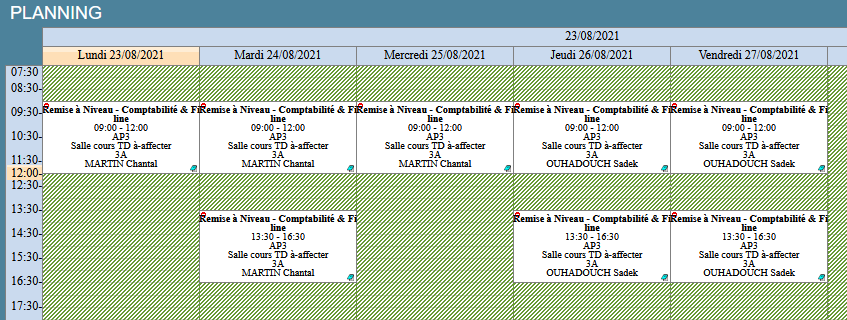 PLANNING
23/08/2021
Lundi 23/08/2021 Mardi 24/08/2021 Mercredi 25/08/2021 Jeudi 26/08/2021 Vendredi 27/08/2021
07:30
08:30
09:30
10:30
11:30
12:00
12:30
13:30
14:30
15:30
16:30
17:30
Remise à Niveau - Comptabilité & Fi
line
09:00 - 12:00
AP3
Salle cours TD à-affecter
3A
MARTIN Chantal
Remise à Niveau - Comptabilité & Fi
line
09:00 - 12:00
AP3
Salle cours TD à-affecter
3A
MARTIN Chantal
Remise à Niveau - Comptabilité & Fi
line
09:00 - 12:00
AP3
Salle cours TD à-affecter
3A
MARTIN Chantal
Remise à Niveau - Comptabilité & Fi
line
09:00 - 12:00
AP3
Salle cours TD à-affecter
3A
OUHADOUCH Sadek
Remise à Niveau - Comptabilité & Fi
line
09:00 - 12:00
AP3
Salle cours TD à-affecter
3A
OUHADOUCH Sadek
Remise à Niveau - Comptabilité & Fi
line
13:30 - 16:30
AP3
Salle cours TD à-affecter
3A
MARTIN Chantal
Remise à Niveau - Comptabilité & Fi
line
13:30 - 16:30
AP3
Salle cours TD à-affecter
3A
OUHADOUCH Sadek
Remise à Niveau - Comptabilité & Fi
line
13:30 - 16:30
AP3
Salle cours TD à-affecter
3A
OUHADOUCH Sadek